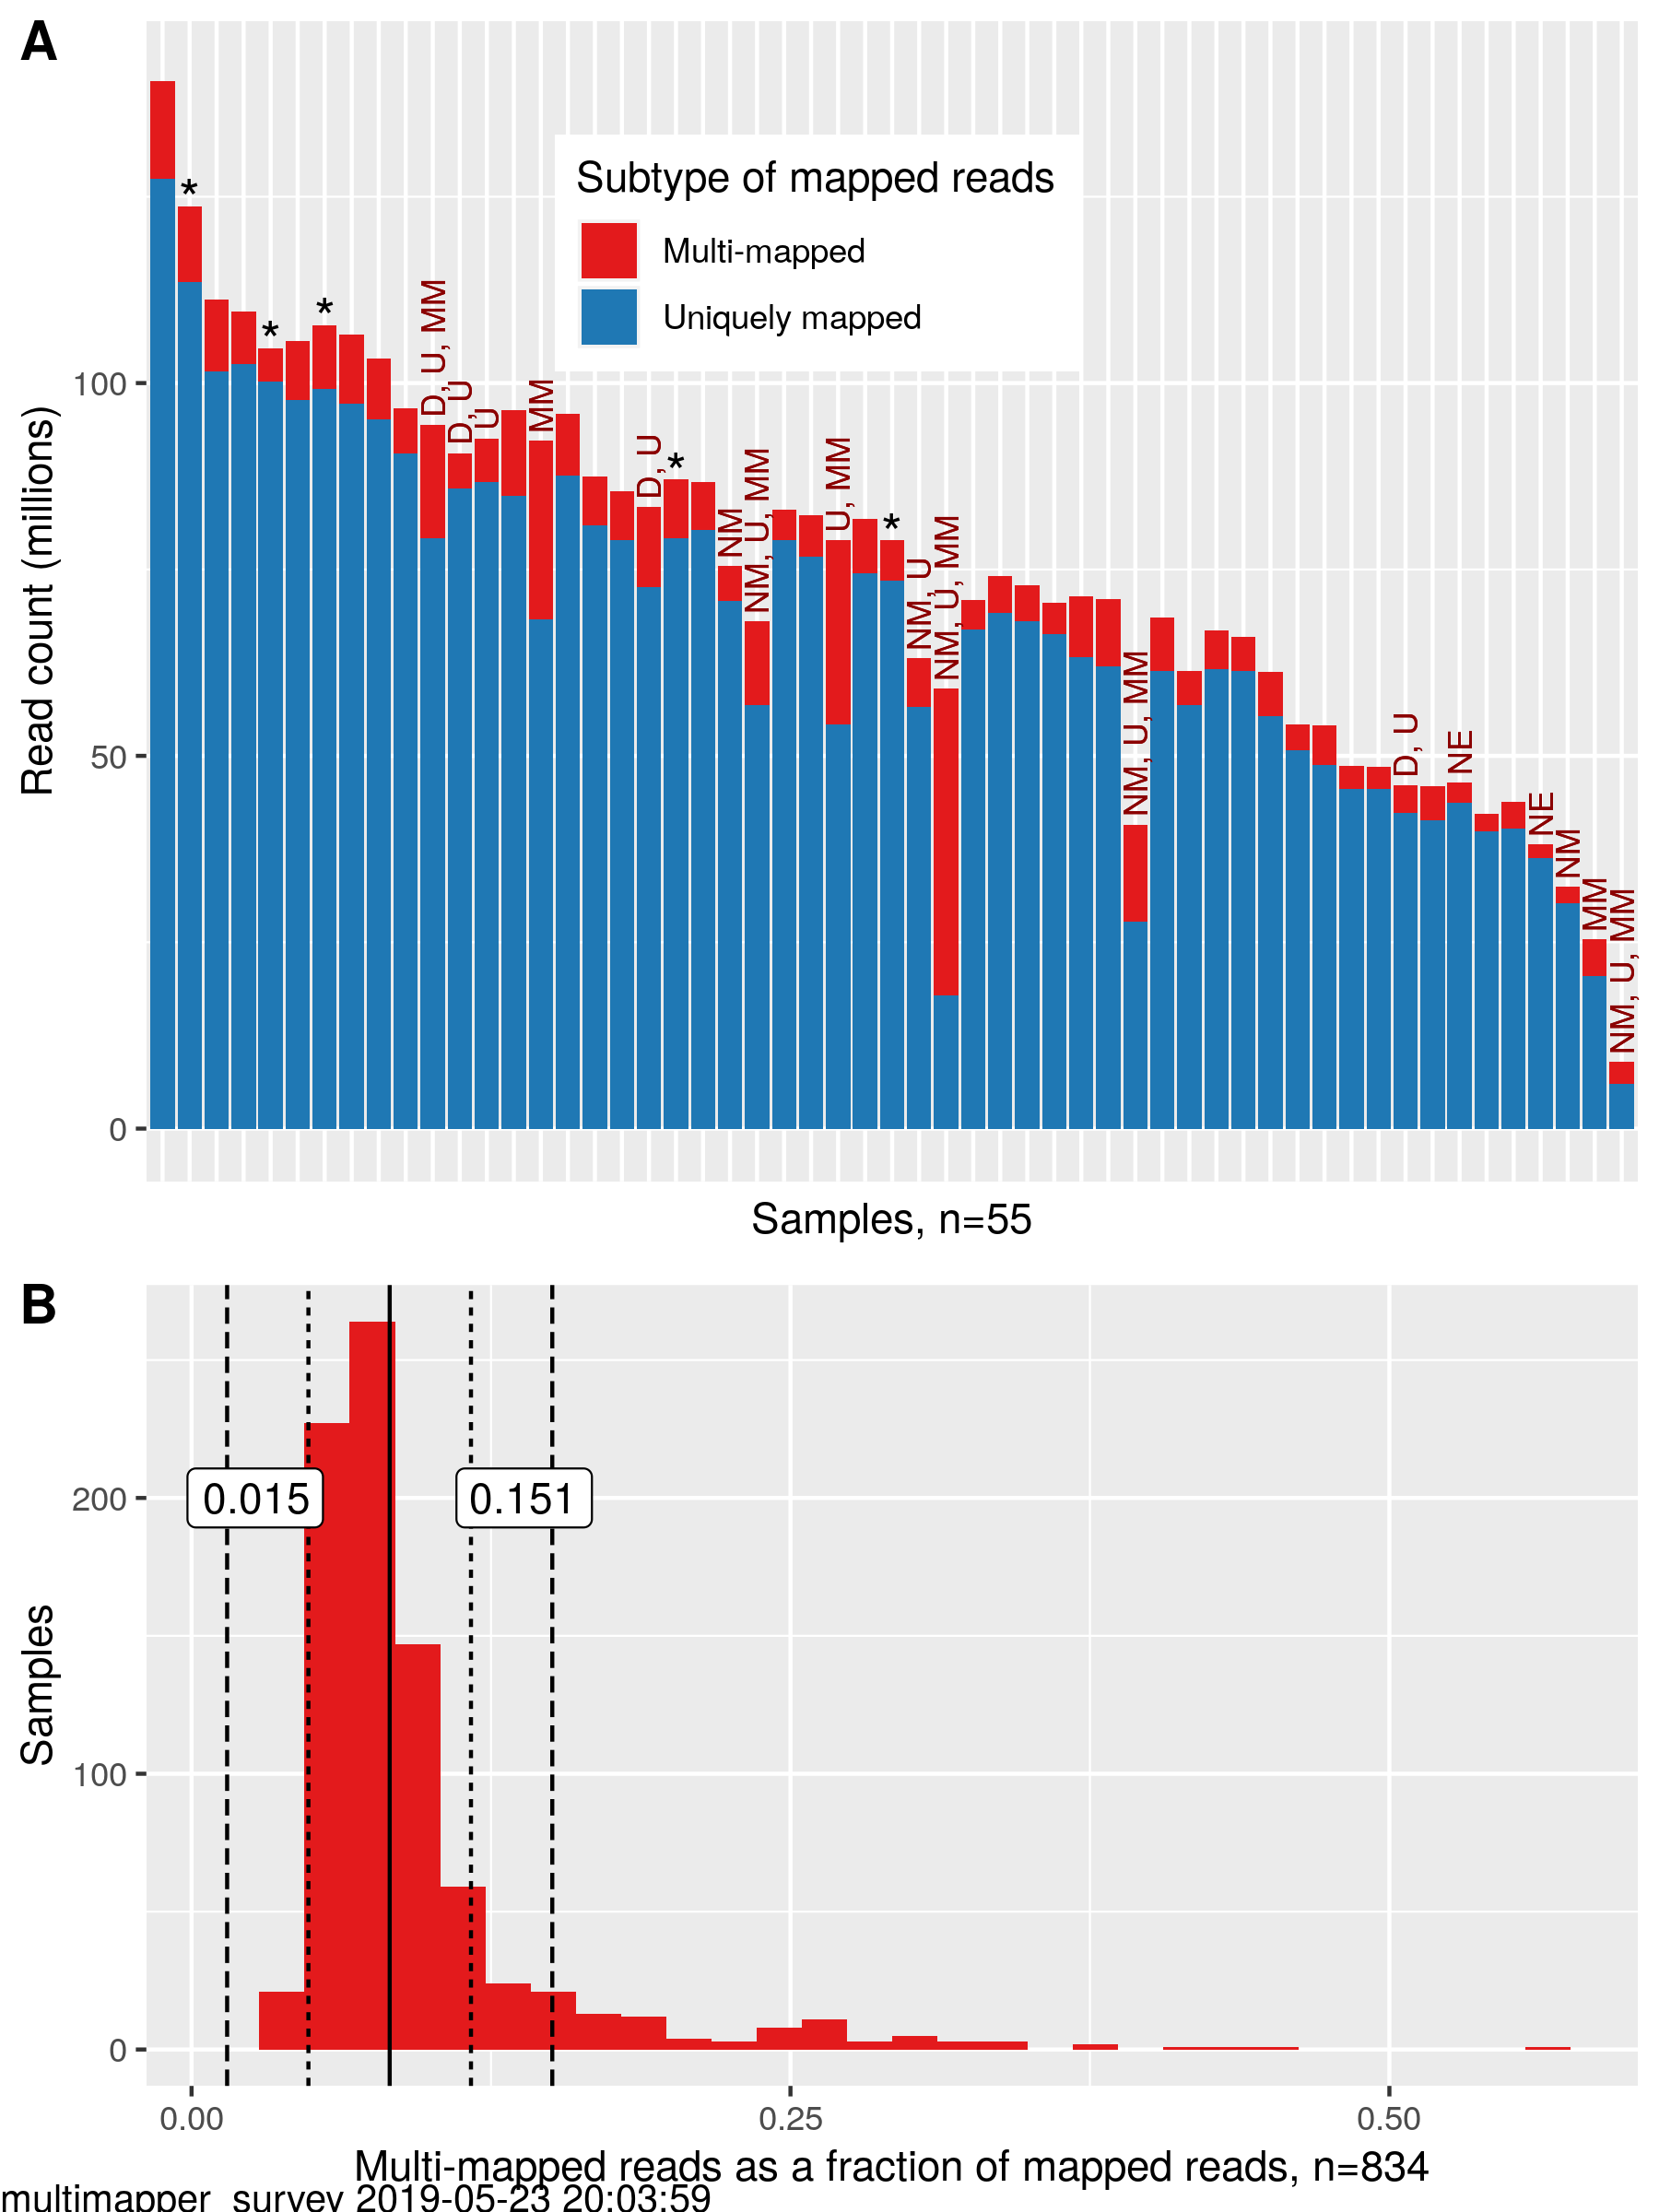 A
Subtype of mapped reads
Multi-mapped
Uniquely mapped
Read count (millions)
100
50
0
*
*
*
D, U, MM
D, U
U
MM
D, U
*
NM
NM, U, MM
U, MM
*
NM, U
NM, U, MM
NM, U, MM
D, U
NE
NE
NM
MM
NM, U, MM
Samples, n=55
B
Samples
200
100
0
0.015
0.151
0.00
0.25
0.50
Multi-mapped reads as a fraction of mapped reads, n=834
multimapper_survey 2019-05-23 20:03:59